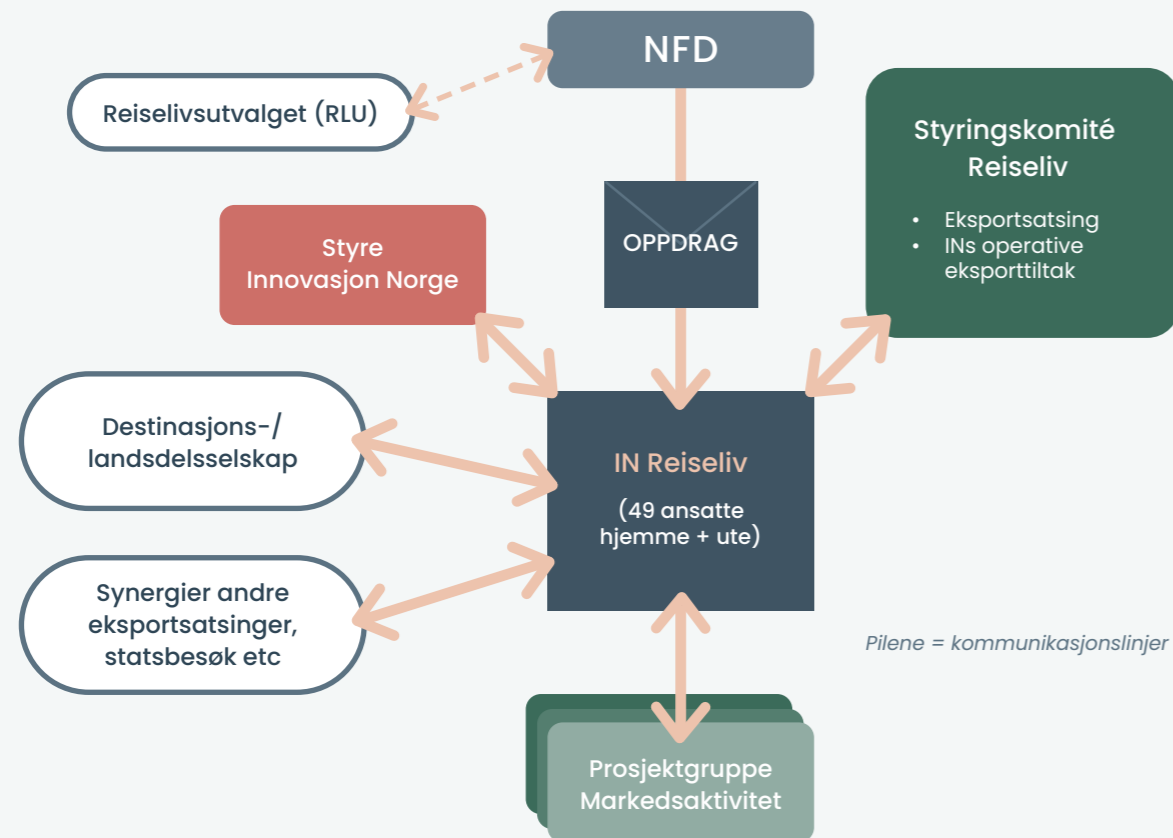 NFD
Reiselivsutvalget (RLU)
Styringskomité
Reiseliv
• Eksportsatsing
• INs operative
eksporttiltak
OPPDRAG
Styre
Innovasjon Norge
Destinasjons-/
landsdelsselskap
IN Reiseliv
(49 ansatte
hjemme + ute)
Synergier andre
eksportsatsinger,
statsbesøk etc
Pilene = kommunikasjonslinjer
Prosjektgruppe
Markedsaktivitet